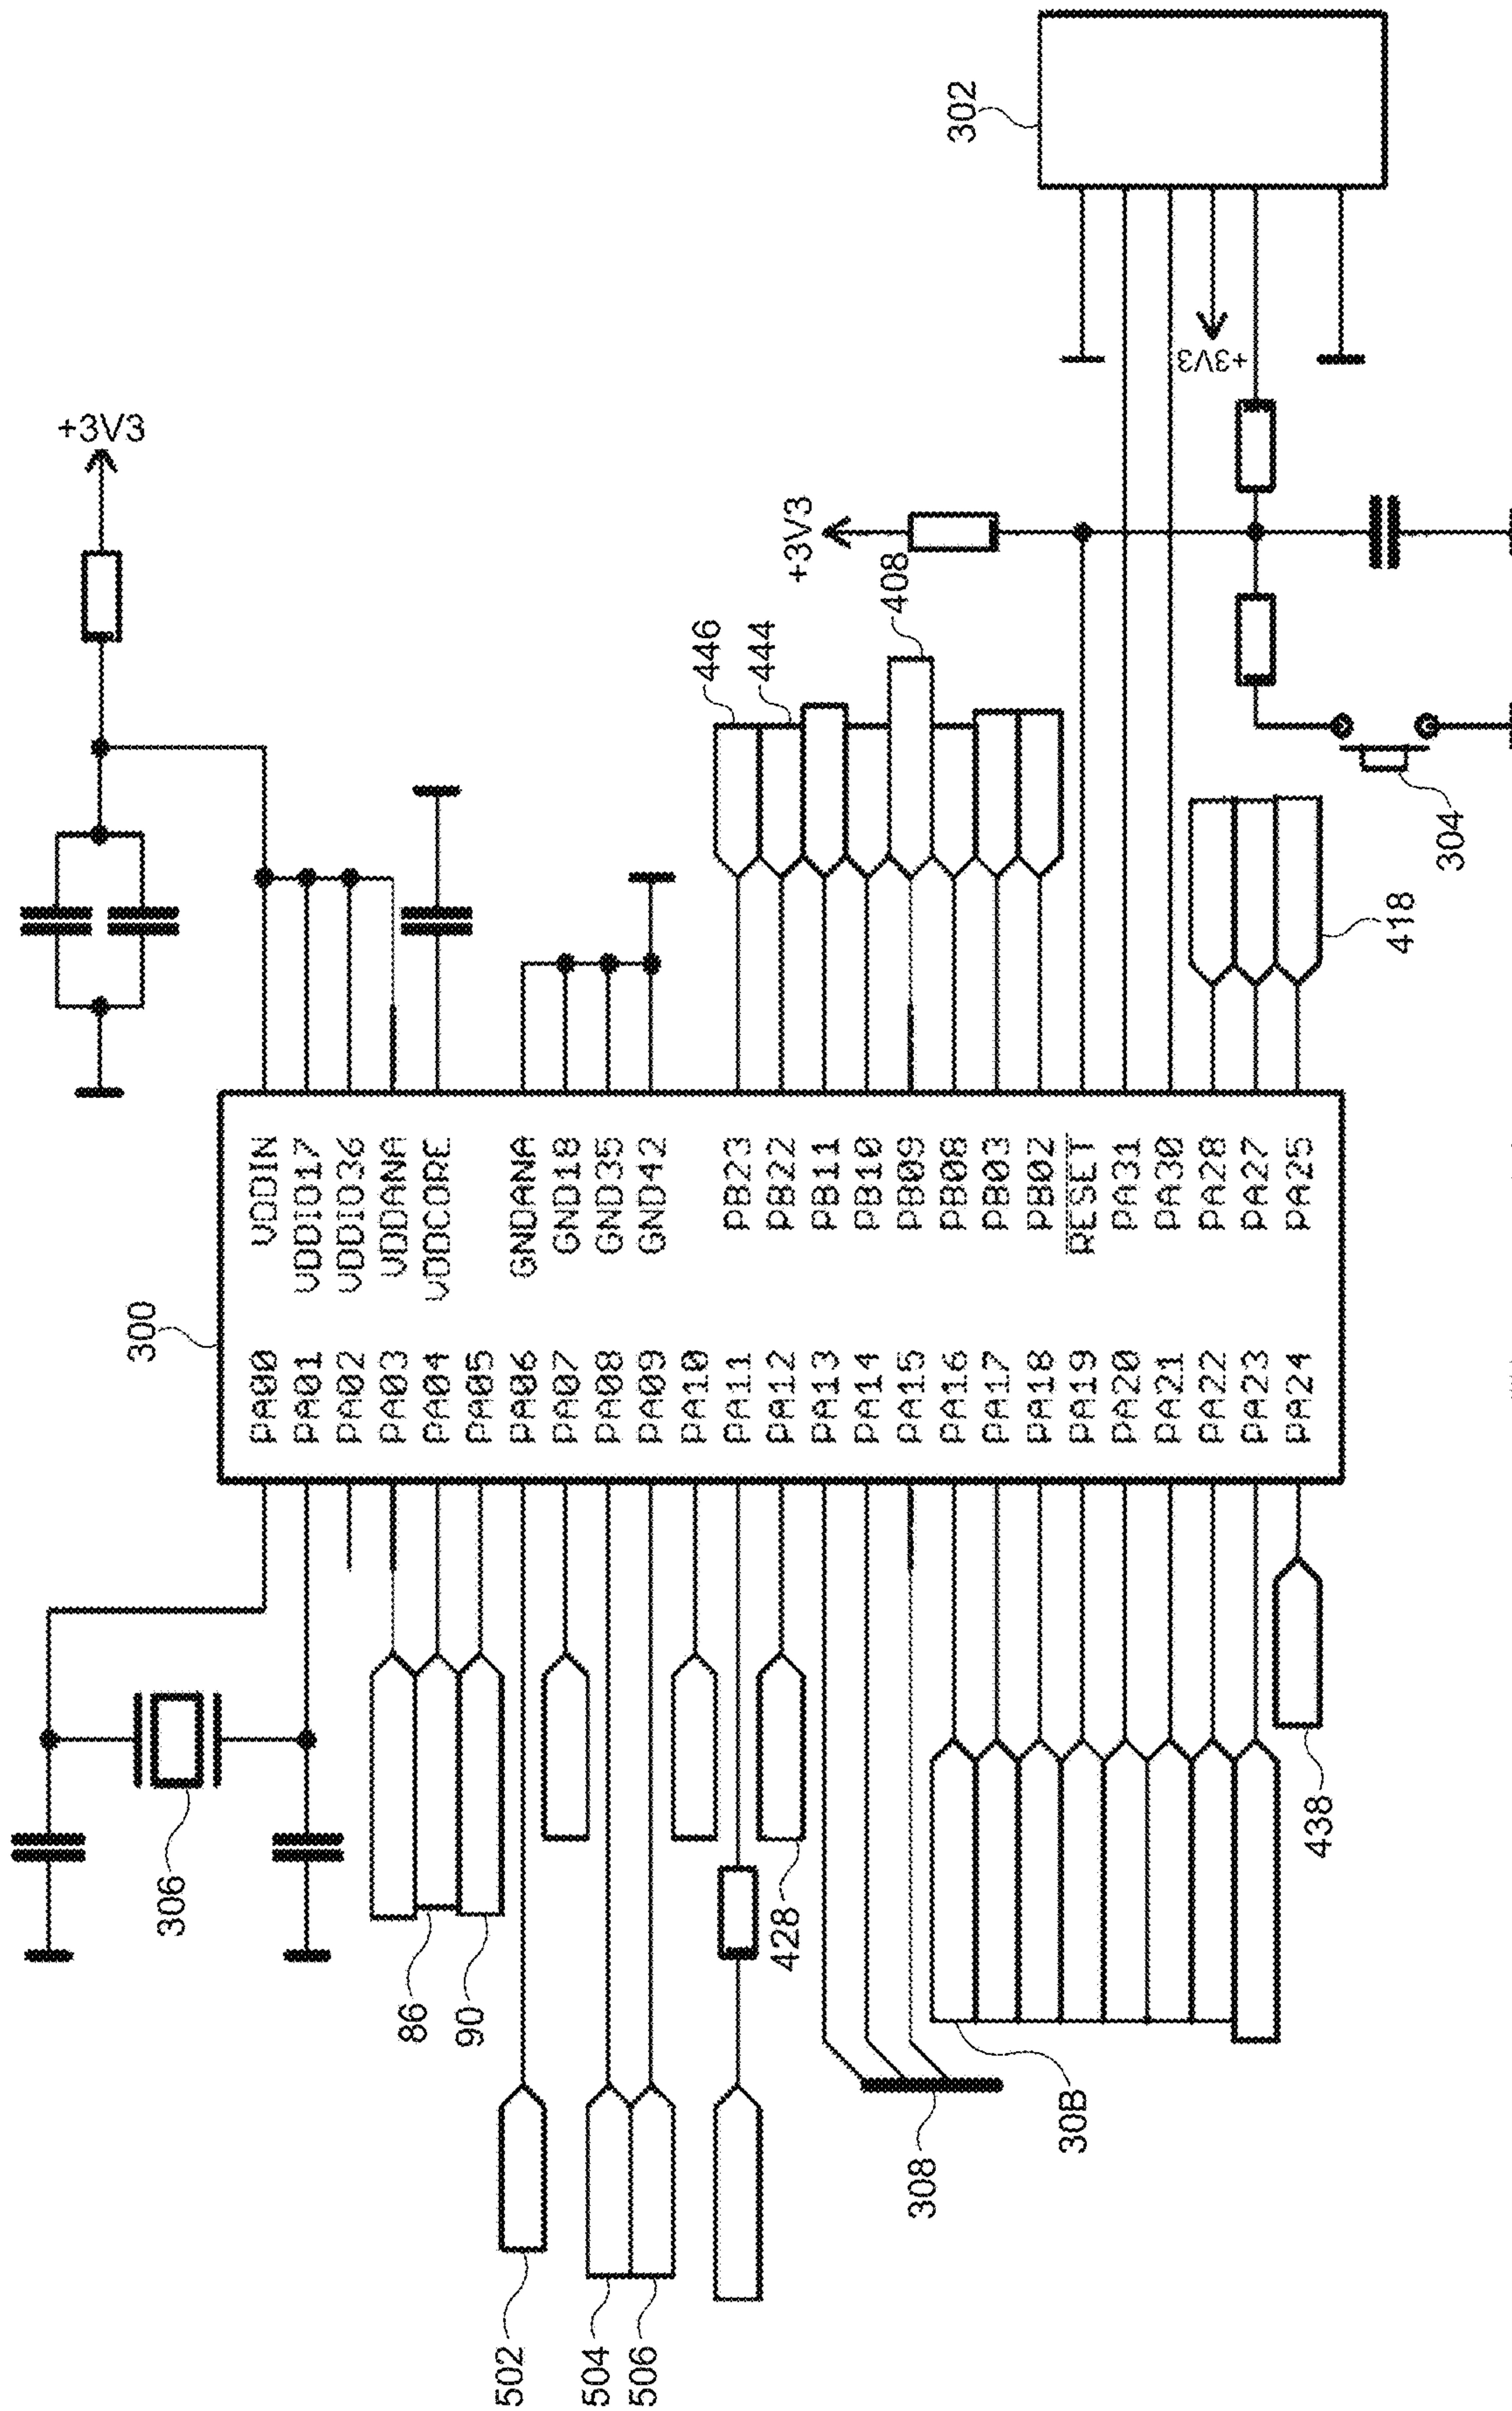 306
86
90
502
504
506
428
308
30B
438
300
PA00
PA01
PA02
PA03
PA04
PA05
PA06
PA07
PA08
PA09
PA10
PA11
PA12
PA13
PA14
PA15
PA16
PA17
PA18
PA19
PA20
PA21
PA22
PA23
PA24
VDDIN
VDDIO17
VDDIO36
VDDANA
VDDCORE
GNDANA
GND18
GND35
GND42
PB23
PB22
PB11
PB10
PB09
PB08
PB03
PB02
RESET
PA31
PA30
PA28
PA27
PA25
+3V3
446
444
408
+3V3
418
304
+3V3
302